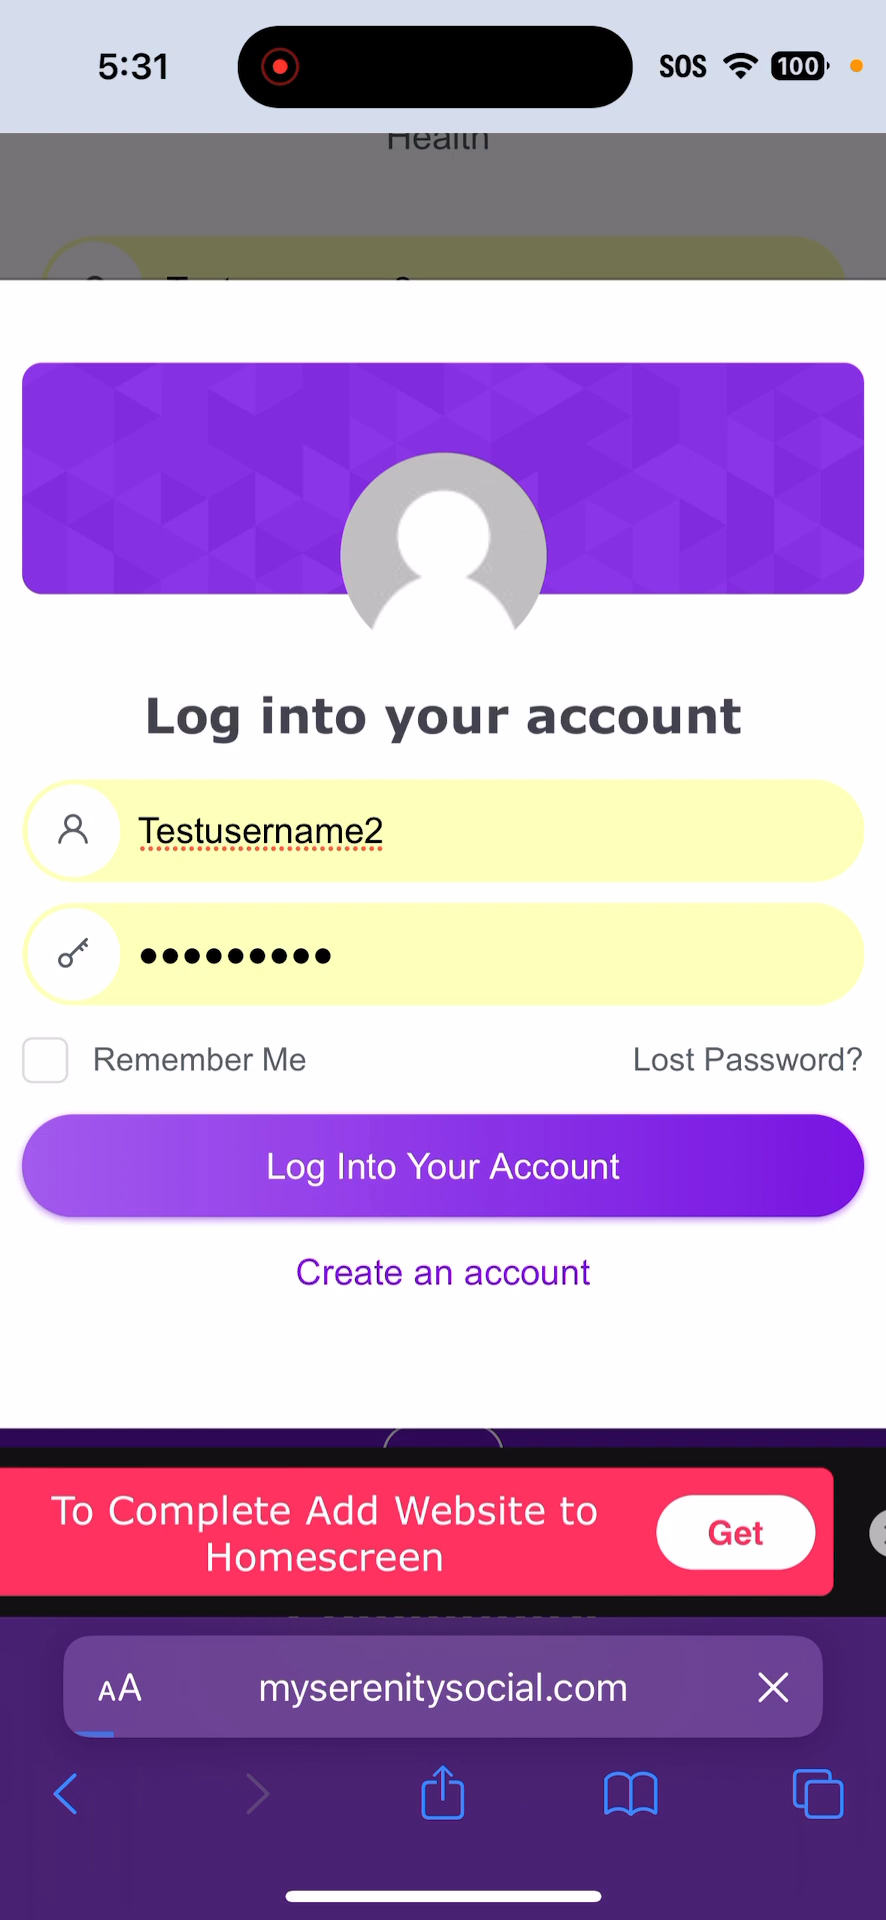 5:31
SOS
100
Health
Testusername2
Log into your account
Testusername2
Remember Me
Lost Password?
Log Into Your Account
Create an account
To Complete Add Website to
Homescreen
Get
AA
myserenitysocial.com